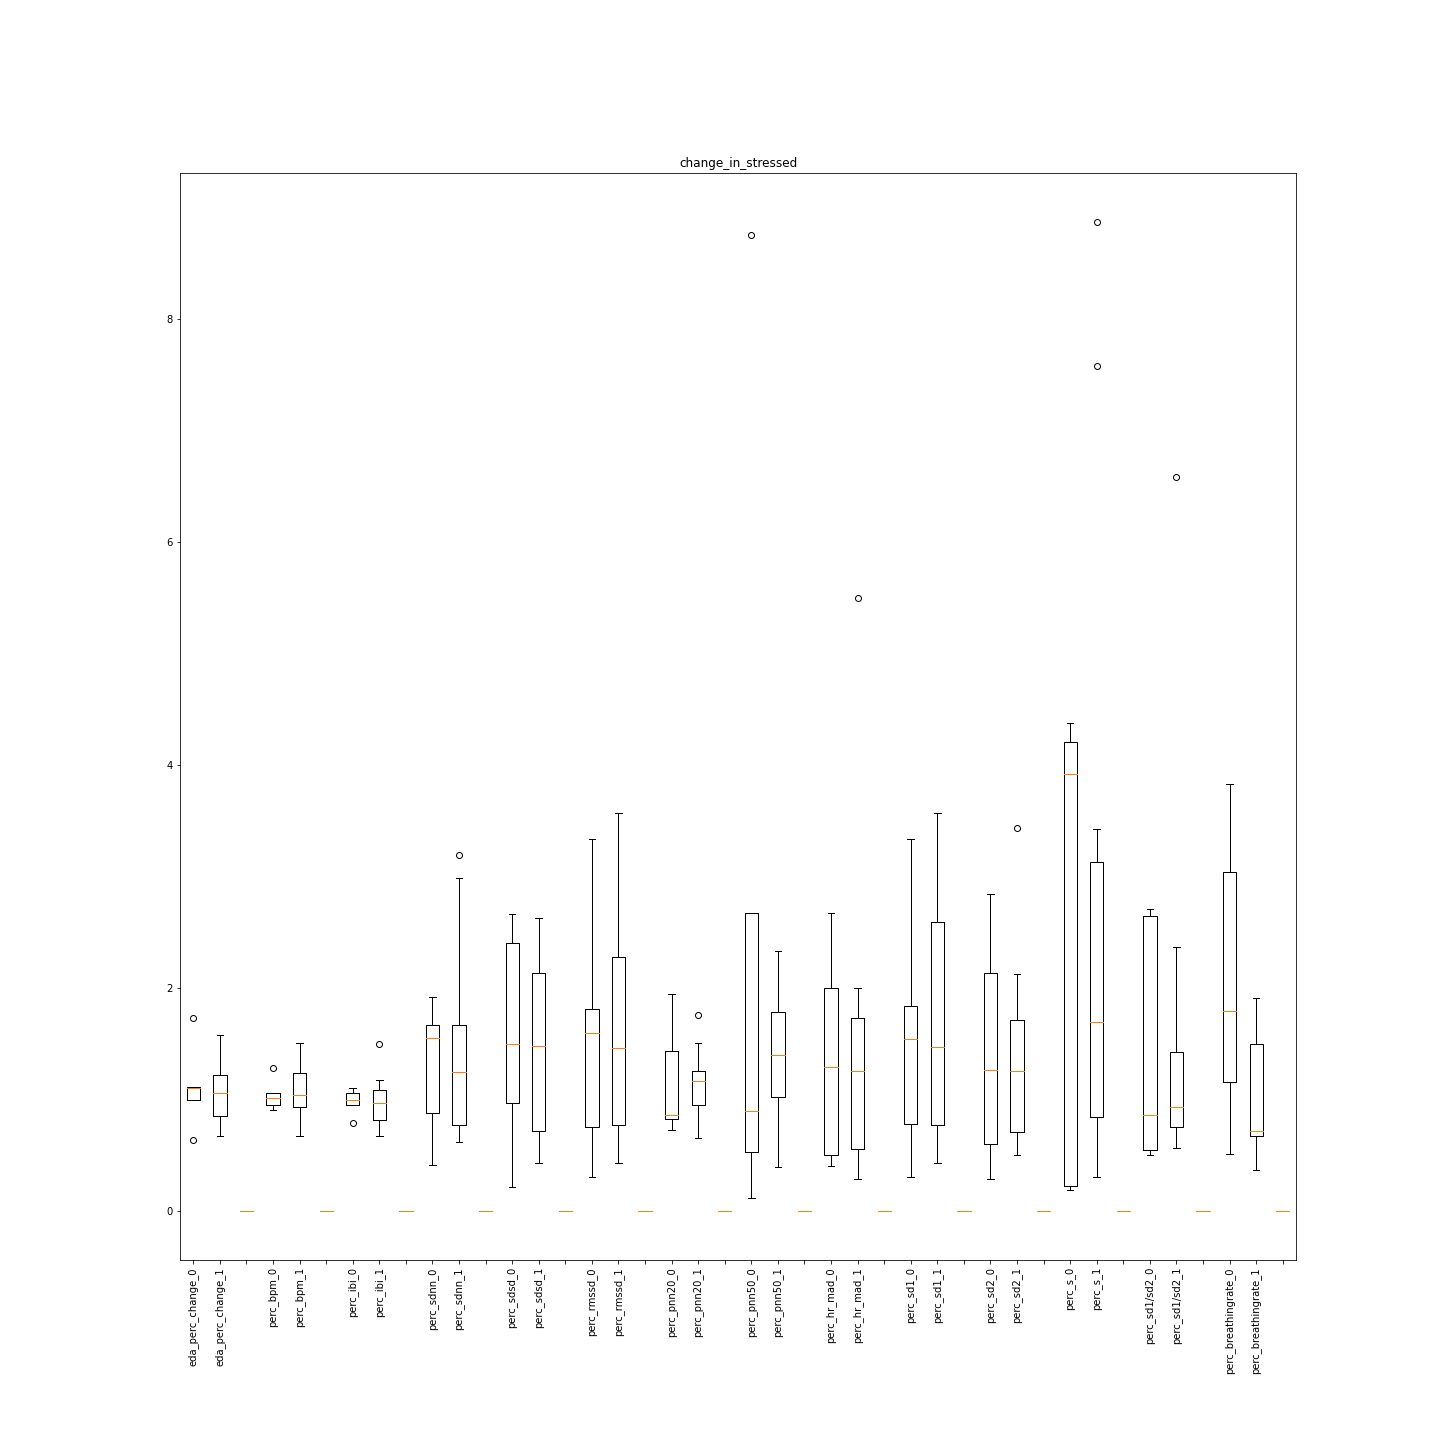 change_in_stressed
8
6
4
2
0
eda_perc_change_0
eda_perc_change_1
perc_bpm_0
perc_bpm_1
perc_ibi_0
perc_ibi_1
perc_sdnn_0
perc_sdnn_1
perc_sdsd_0
perc_sdsd_1
perc_rmssd_0
perc_rmssd_1
perc_pnn20_0
perc_pnn20_1
perc_pnn50_0
perc_pnn50_1
perc_hr_mad_0
perc_hr_mad_1
perc_sd1_0
perc_sd1_1
perc_sd2_0
perc_sd2_1
perc_s_0
perc_s_1
perc_sd1/sd2_0
perc_sd1/sd2_1
perc_breathingrate_0
perc_breathingrate_1